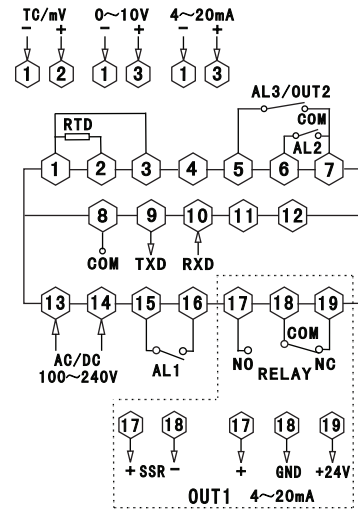 TC/mV 0～10V 4～20mA
− + − + − +
1 2 1 3 1 3
AL3/OUT2
COM
RTD AL2
1 2 3 4 5 6 7
8 9 10 11 12
COM TXD RXD
13 14 15 16 17 18 19
COM
AC/DC AL1 NO NC
100～240V RELAY
17 18 17 18 19
+ SSR − + GND +24V
OUT1 4～20mA